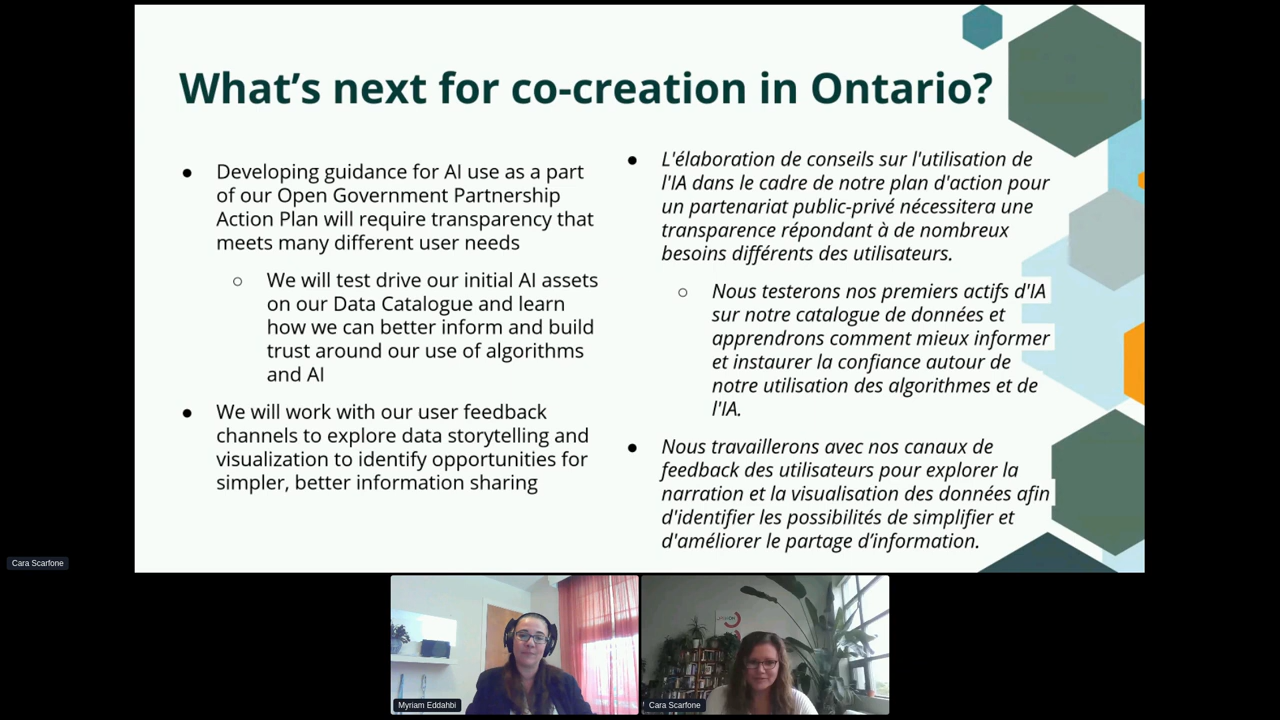 What's next for co-creation in Ontario?
● Developing guidance for AI use as a part
of our Open Government Partnership
Action Plan will require transparency that
meets many different user needs
○ We will test drive our initial AI assets
on our Data Catalogue and learn
how we can better inform and build
trust around our use of algorithms
and AI
● We will work with our user feedback
channels to explore data storytelling and
visualization to identify opportunities for
simpler, better information sharing
● L'élaboration de conseils sur l'utilisation de
l'IA dans le cadre de notre plan d'action pour
un partenariat public-privé nécessitera une
transparence répondant à de nombreux
besoins différents des utilisateurs.
○ Nous testerons nos premiers actifs d'IA
sur notre catalogue de données et
apprendrons comment mieux informer
et instaurer la confiance autour de
notre utilisation des algorithmes et de
l'IA.
● Nous travaillerons avec nos canaux de
feedback des utilisateurs pour explorer la
narration et la visualisation des données afin
d'identifier les possibilités de simplifier et
d'améliorer le partage d’information.
Cara Scarfone
Myriam Eddahbi
Cara Scarfone